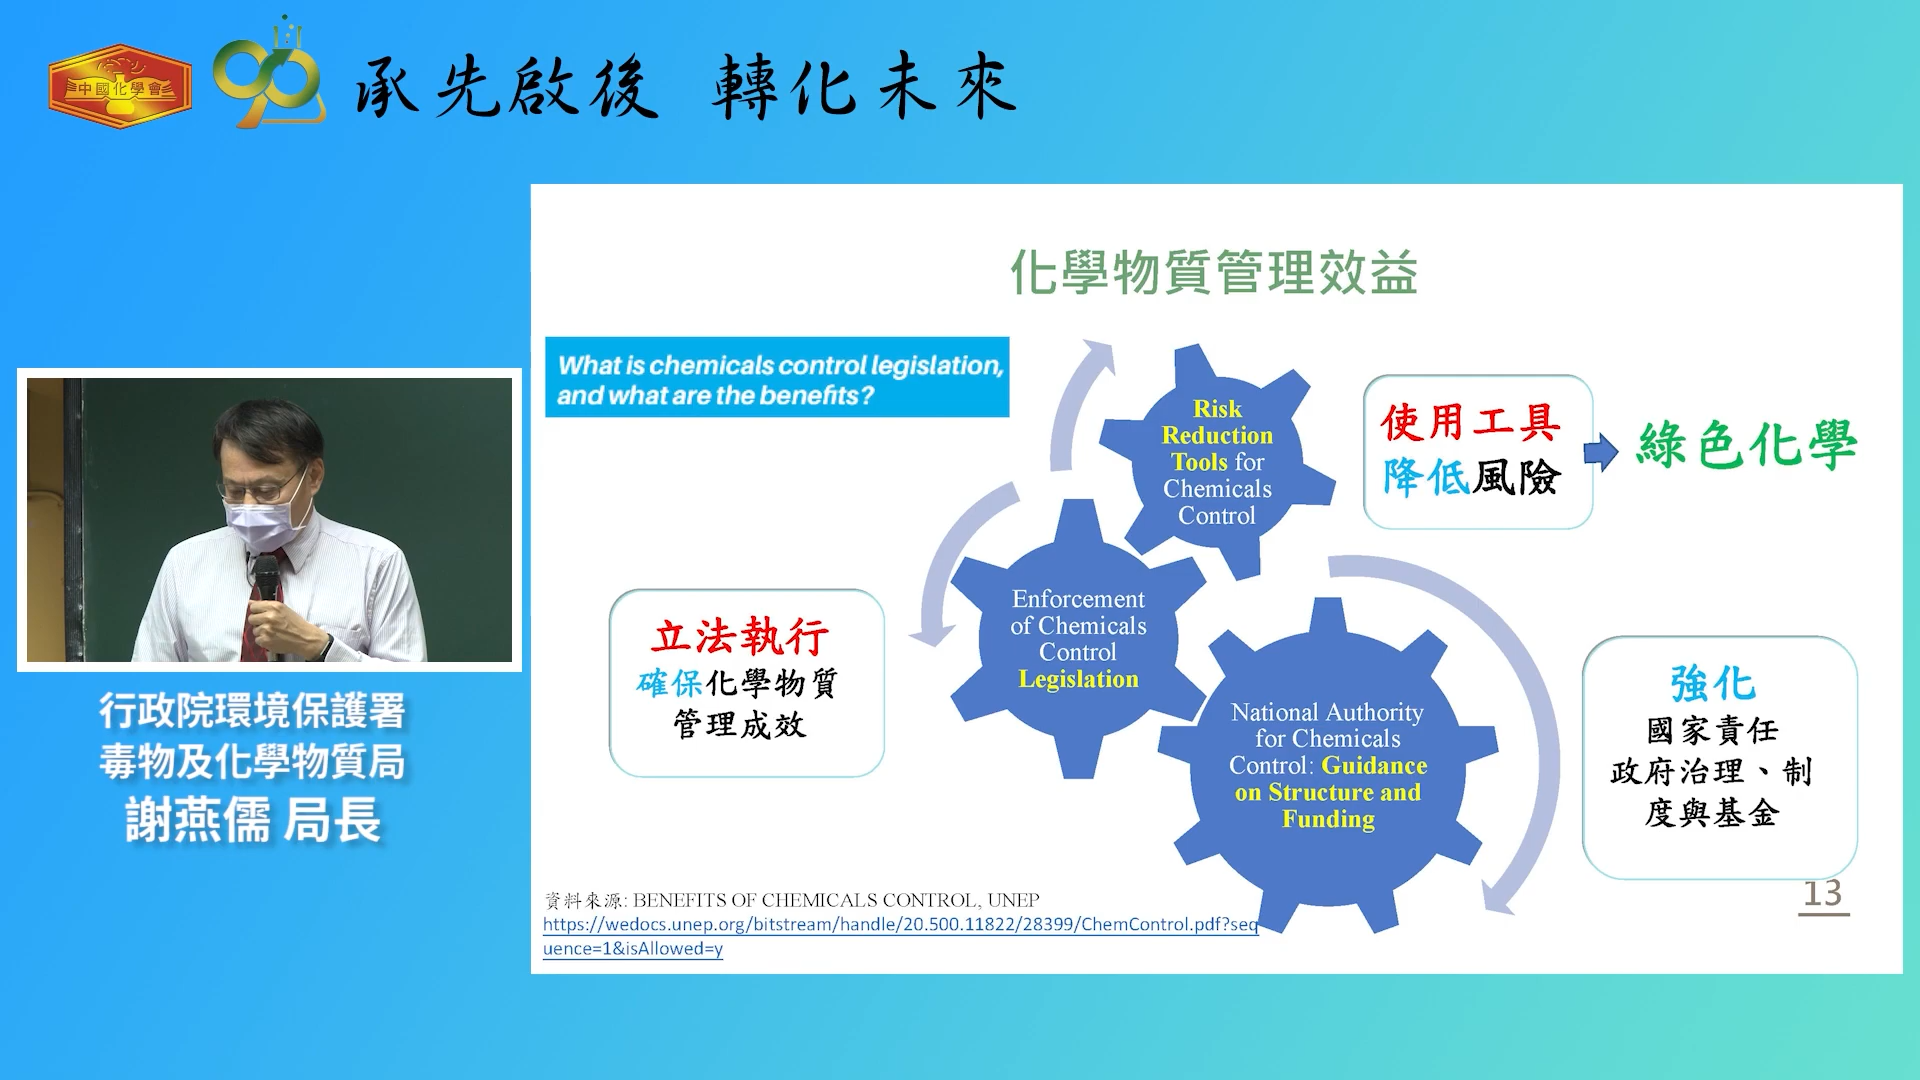 中國化學會
90
承先啟後 轉化未來
化學物質管理效益
What is chemicals control legislation,
and what are the benefits?
Risk
Reduction
Tools for
Chemicals
Control
使用工具
降低風險
綠色化學
Enforcement
of Chemicals
Control
Legislation
立法執行
確保化學物質
管理成效
National Authority
for Chemicals
Control: Guidance
on Structure and
Funding
強化
國家責任
政府治理、制
度與基金
行政院環境保護署
毒物及化學物質局
謝燕儒 局長
資料來源: BENEFITS OF CHEMICALS CONTROL, UNEP
https://wedocs.unep.org/bitstream/handle/20.500.11822/28399/ChemControl.pdf?seq
uence=1&isAllowed=y
13